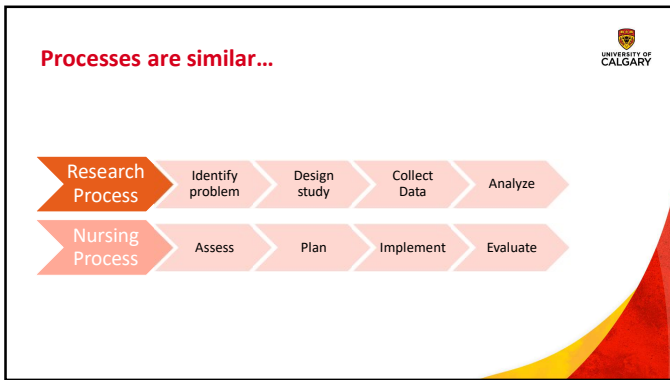 Processes are similar...
UNIVERSITY OF
CALGARY
Research
Process
Identify
problem
Design
study
Collect
Data
Analyze
Nursing
Process
Assess
Plan
Implement
Evaluate